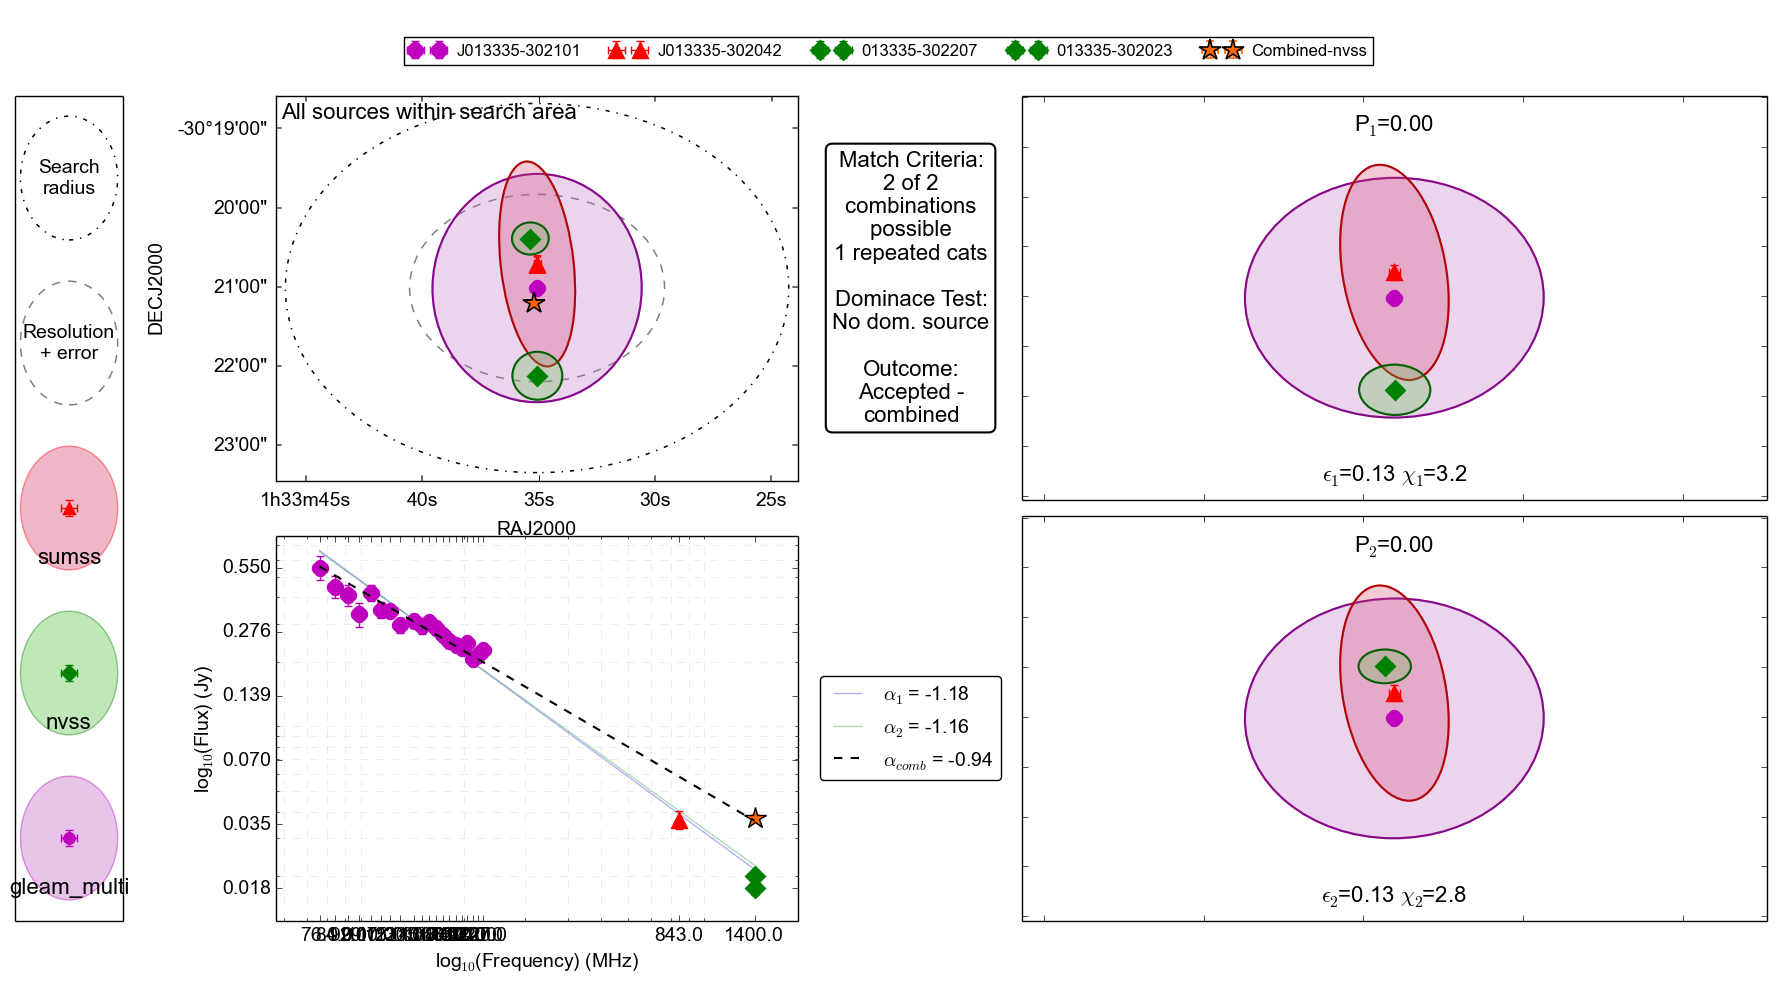 J013335-302101 J013335-302042 013335-302207 013335-302023 Combined-nvss
Search
radius
Resolution
+ error
sumss
nvss
gleam_multi
All sources within search area
-30°19'00"
20'00"
21'00"
22'00"
23'00"
DECJ2000
1h33m45s 40s 35s 30s 25s
RAJ2000
Match Criteria:
2 of 2
combinations
possible
1 repeated cats
Dominace Test:
No dom. source
Outcome:
Accepted -
combined
P1=0.00
ϵ1=0.13 χ1=3.2
P2=0.00
ϵ2=0.13 χ2=2.8
0.550
0.276
0.139
0.070
0.035
0.018
log10(Flux) (Jy)
843.0 1400.0
log10(Frequency) (MHz)
α1 = -1.18
α2 = -1.16
αcomb = -0.94